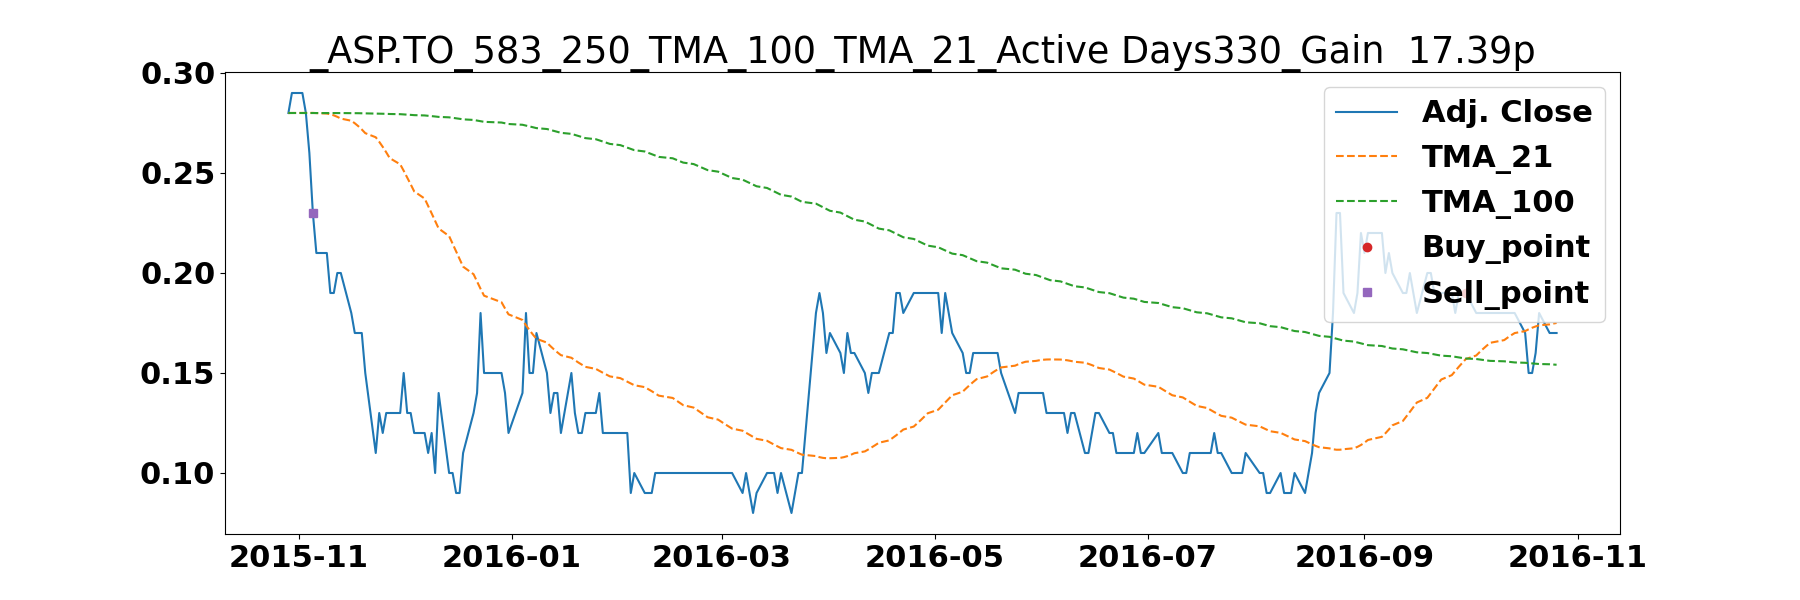 _ASP.TO_583_250_TMA_100_TMA_21_Active Days330_Gain  17.39p
0.30
0.25
0.20
0.15
0.10
Adj. Close
TMA_21
TMA_100
Buy_point
Sell_point
2015-11 2016-01 2016-03 2016-05 2016-07 2016-09 2016-11